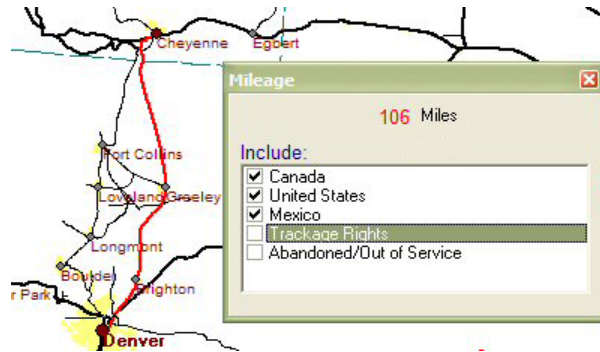 Cheyenne
Egbert
Mileage
106 Miles
Include:
Canada
United States
Mexico
Trackage Rights
Abandoned/Out of Service
Fort Collins
Loveland
Greeley
Longmont
Boulder
r Park
Brighton
Denver